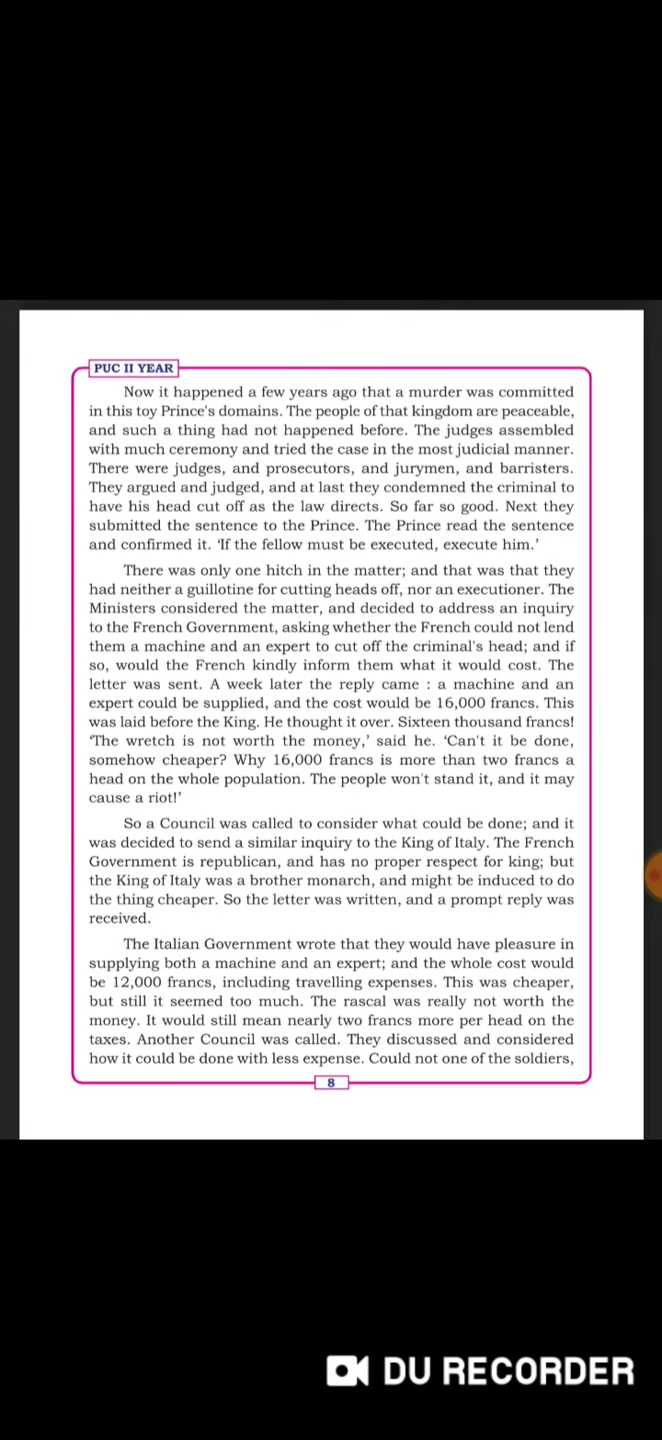 PUC II YEAR
Now it happened a few years ago that a murder was committed
in this toy Prince's domains. The people of that kingdom are peaceable,
and such a thing had not happened before. The judges assembled
with much ceremony and tried the case in the most judicial manner.
There were judges, and prosecutors, and jurymen, and barristers.
They argued and judged, and at last they condemned the criminal to
have his head cut off as the law directs. So far so good. Next they
submitted the sentence to the Prince. The Prince read the sentence
and confirmed it. ‘If the fellow must be executed, execute him.’
There was only one hitch in the matter; and that was that they
had neither a guillotine for cutting heads off, nor an executioner. The
Ministers considered the matter, and decided to address an inquiry
to the French Government, asking whether the French could not lend
them a machine and an expert to cut off the criminal's head; and if
so, would the French kindly inform them what it would cost. The
letter was sent. A week later the reply came : a machine and an
expert could be supplied, and the cost would be 16,000 francs. This
was laid before the King. He thought it over. Sixteen thousand francs!
‘The wretch is not worth the money,’ said he. ‘Can't it be done,
somehow cheaper? Why 16,000 francs is more than two francs a
head on the whole population. The people won't stand it, and it may
cause a riot!’
So a Council was called to consider what could be done; and it
was decided to send a similar inquiry to the King of Italy. The French
Government is republican, and has no proper respect for king; but
the King of Italy was a brother monarch, and might be induced to do
the thing cheaper. So the letter was written, and a prompt reply was
received.
The Italian Government wrote that they would have pleasure in
supplying both a machine and an expert; and the whole cost would
be 12,000 francs, including travelling expenses. This was cheaper,
but still it seemed too much. The rascal was really not worth the
money. It would still mean nearly two francs more per head on the
taxes. Another Council was called. They discussed and considered
how it could be done with less expense. Could not one of the soldiers,
8
DU RECORDER